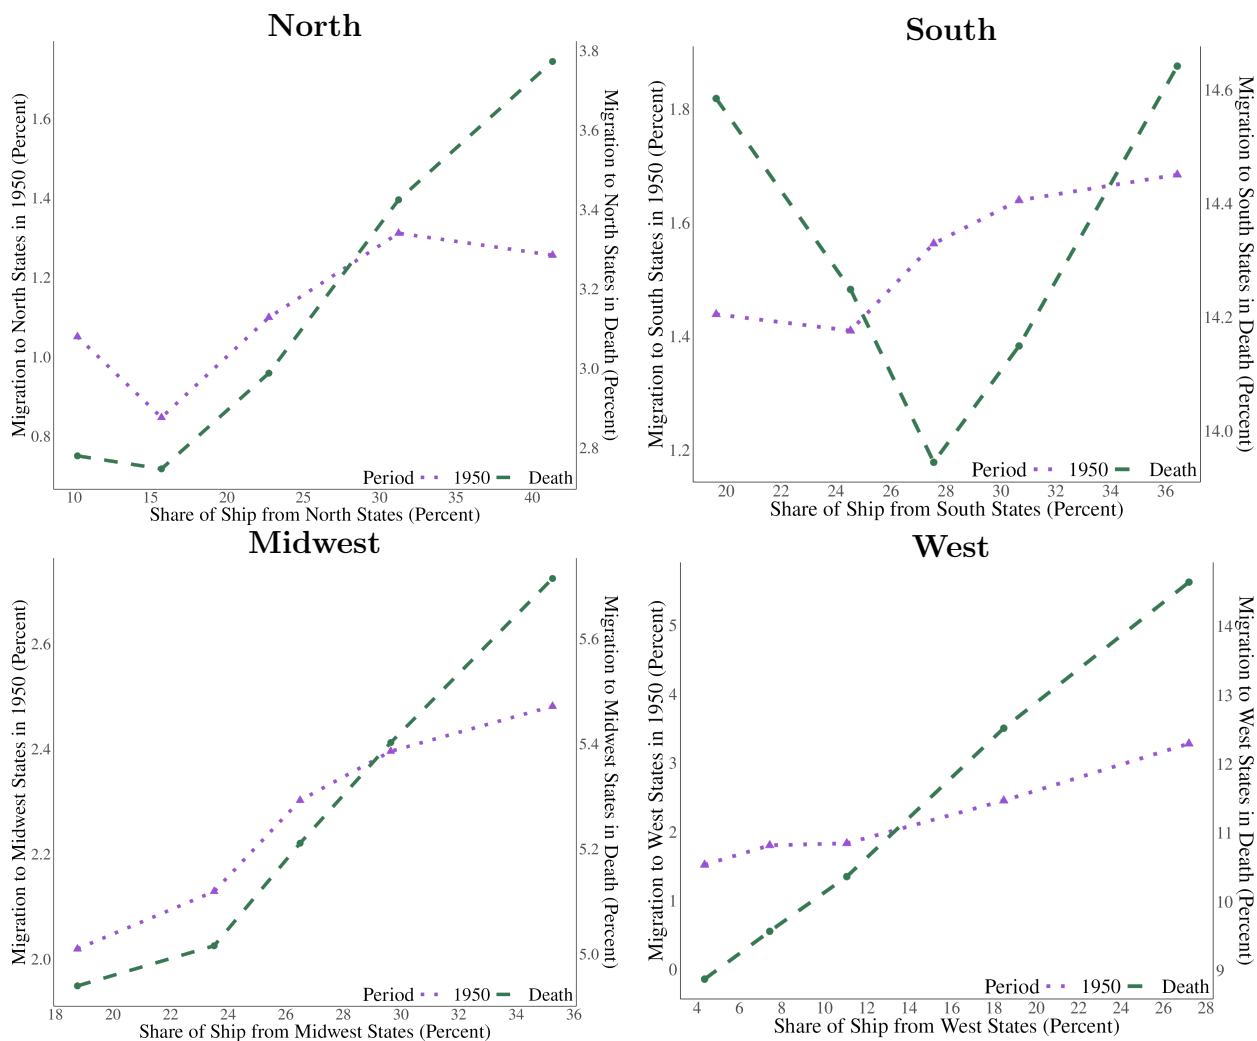 North
Migration to North States in 1950 (Percent)
1.6
1.4
1.2
1.0
0.8
3.8
3.6
3.4
3.2
3.0
2.8
Migration to North States in Death (Percent)
Period 1950 Death
10 15 20 25 30 35 40
Share of Ship from North States (Percent)
South
Migration to South States in 1950 (Percent)
1.8
1.6
1.4
1.2
14.6
14.4
14.2
14.0
Migration to South States in Death (Percent)
Period 1950 Death
20 22 24 26 28 30 32 34 36
Share of Ship from South States (Percent)
Midwest
Migration to Midwest States in 1950 (Percent)
2.6
2.4
2.2
2.0
5.6
5.4
5.2
5.0
Migration to Midwest States in Death (Percent)
Period 1950 Death
18 20 22 24 26 28 30 32 34 36
Share of Ship from Midwest States (Percent)
West
Migration to West States in 1950 (Percent)
5
4
3
2
1
0
14
13
12
11
10
9
Migration to West States in Death (Percent)
Period 1950 Death
4 6 8 10 12 14 16 18 20 22 24 26 28
Share of Ship from West States (Percent)